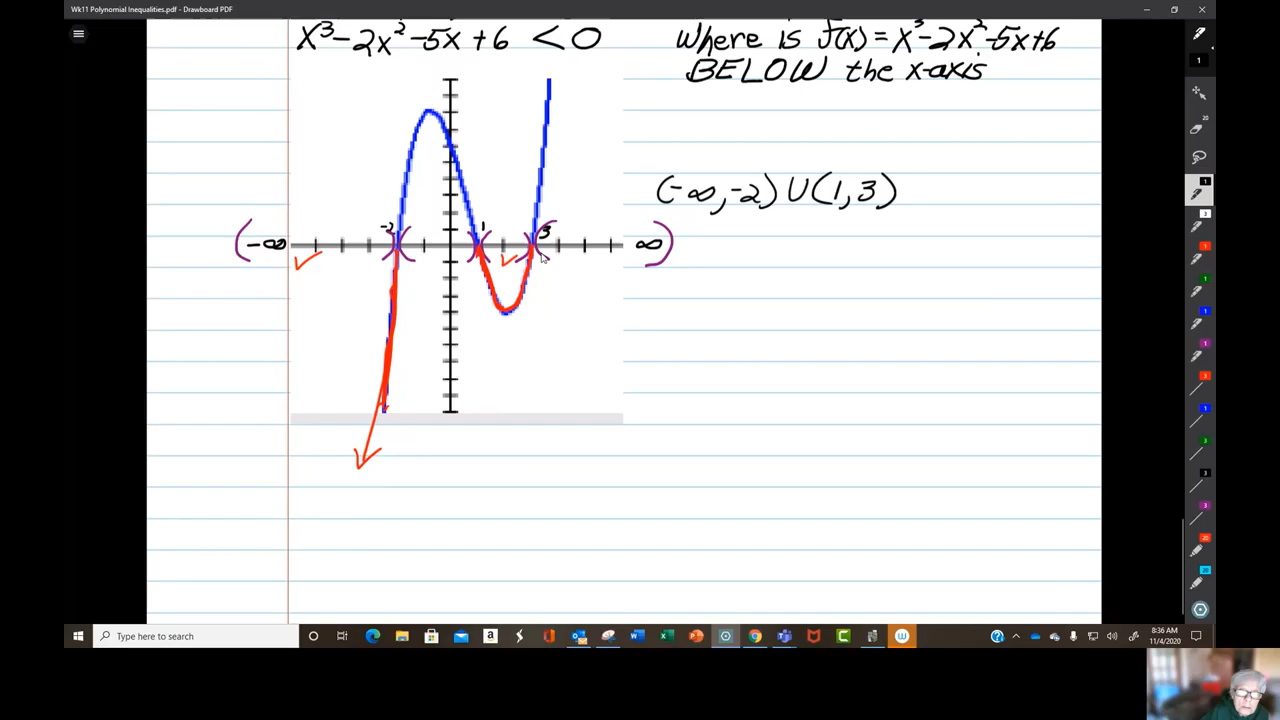 Wk11 Polynomial Inequalities.pdf - Drawboard PDF
x³ - 2x² - 5x + 6 < 0
Where is f(x) = x³ - 2x² - 5x + 6
BELOW the x-axis
(-∞, -2) ∪ (1, 3)
-2 1 3
( -∞ )( )( )( ∞ )
Type here to search
8:36 AM
11/4/2020